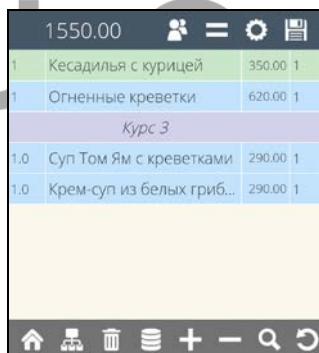 1550.00
1 Кесадилья с курицей 350.00 1
1 Огненные креветки 620.00 1
Курс 3
1.0 Суп Том Ям с креветками 290.00 1
1.0 Крем-суп из белых гриб... 290.00 1